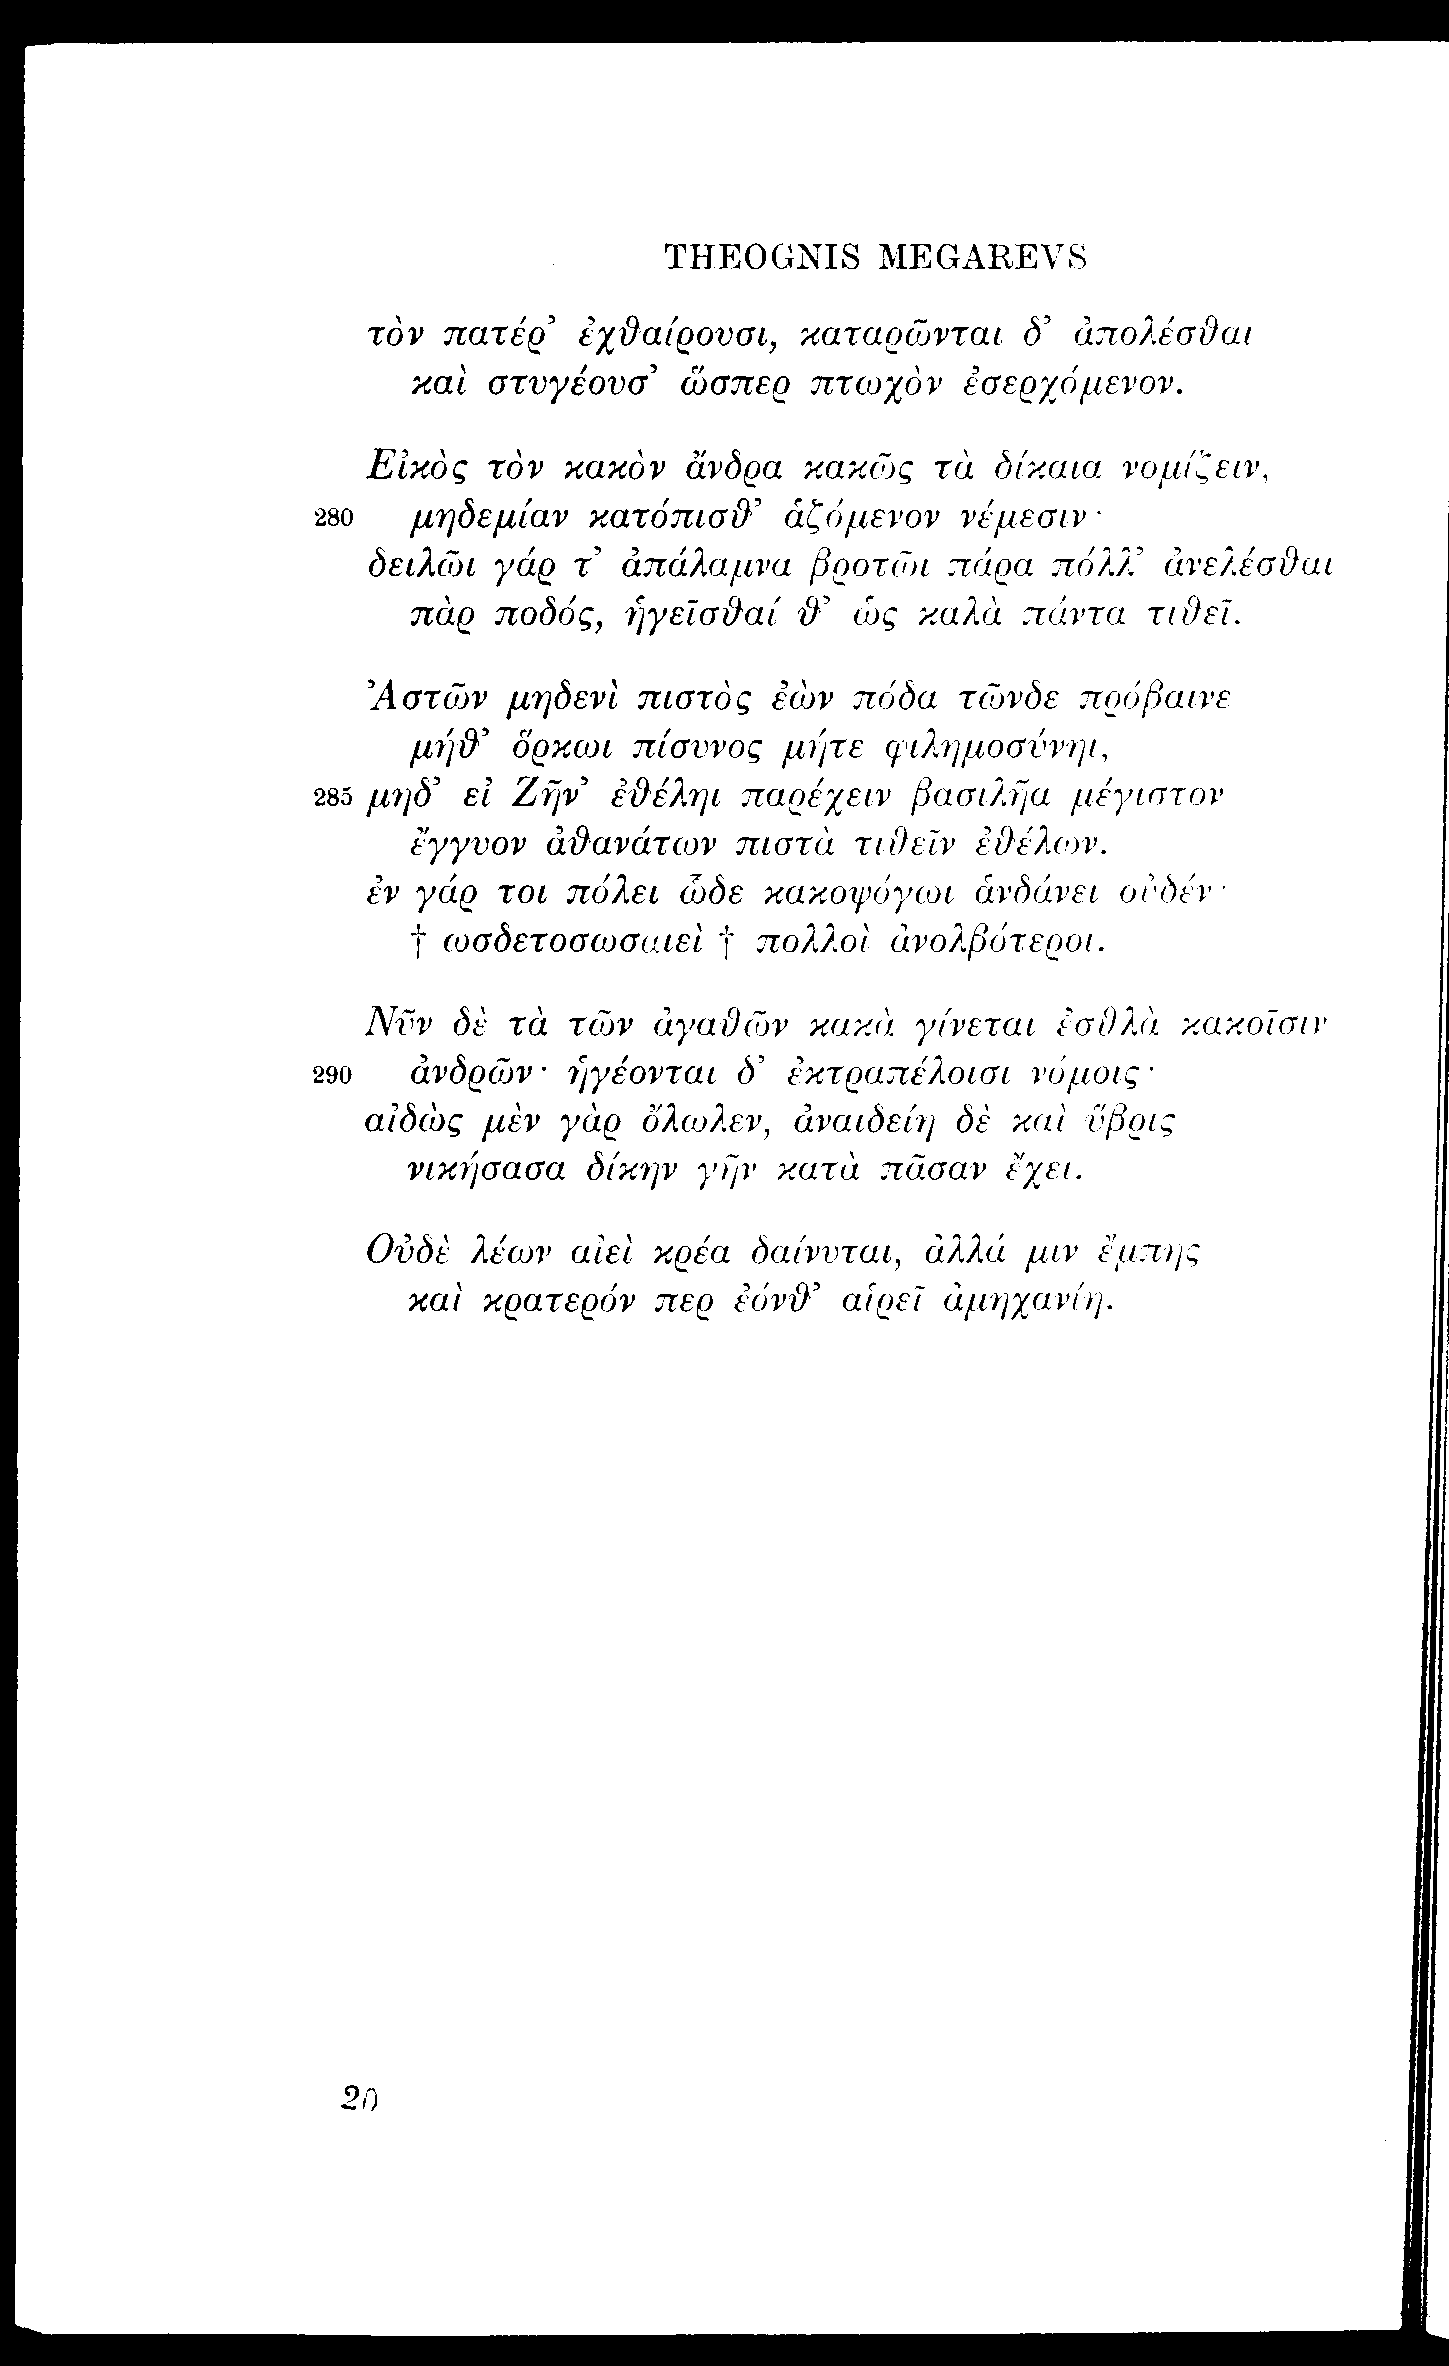 THEOGNIS MEGAREVS
τὸν πατέρ’ ἐχθαίρουσι, καταρῶνται δ’ ἀπολέσθαι
καὶ στυγέουσ’ ὥσπερ πτωχὸν ἐσερχόμενον.
Εἰκὸς τὸν κακὸν ἄνδρα κακῶς τὰ δίκαια νομίζειν,
280 μηδεμίαν κατόπισθ’ ἁζόμενον νέμεσιν·
δειλῶι γάρ τ’ ἀπάλαμνα βροτῶι πάρα πόλλ’ ἀνελέσθαι
πὰρ ποδός, ἡγεῖσθαί θ’ ὡς καλὰ πάντα τιθεῖ.
Ἀστῶν μηδενὶ πιστὸς ἐὼν πόδα τῶνδε πρόβαινε
μήθ’ ὅρκωι πίσυνος μήτε φιλημοσύνηι,
285 μηδ’ εἰ Ζῆν’ ἐθέληι παρέχειν βασιλῆα μέγιστον
ἔγγυον ἀθανάτων πιστὰ τιθεῖν ἐθέλων.
ἐν γάρ τοι πόλει ὧδε κακοψόγωι ἁνδάνει οὐδέν·
† ωσδετοσωσαιεὶ † πολλοὶ ἀνολβότεροι.
Νῦν δὲ τὰ τῶν ἀγαθῶν κακὰ γίνεται ἐσθλὰ κακοῖσιν
290 ἀνδρῶν· ἡγέονται δ’ ἐκτραπέλοισι νόμοις·
αἰδὼς μὲν γὰρ ὄλωλεν, ἀναιδείη δὲ καὶ ὕβρις
νικήσασα δίκην γῆν κατὰ πᾶσαν ἔχει.
Οὐδὲ λέων αἰεὶ κρέα δαίνυται, ἀλλά μιν ἔμπης
καὶ κρατερόν περ ἐόνθ’ αἱρεῖ ἀμηχανίη.
20